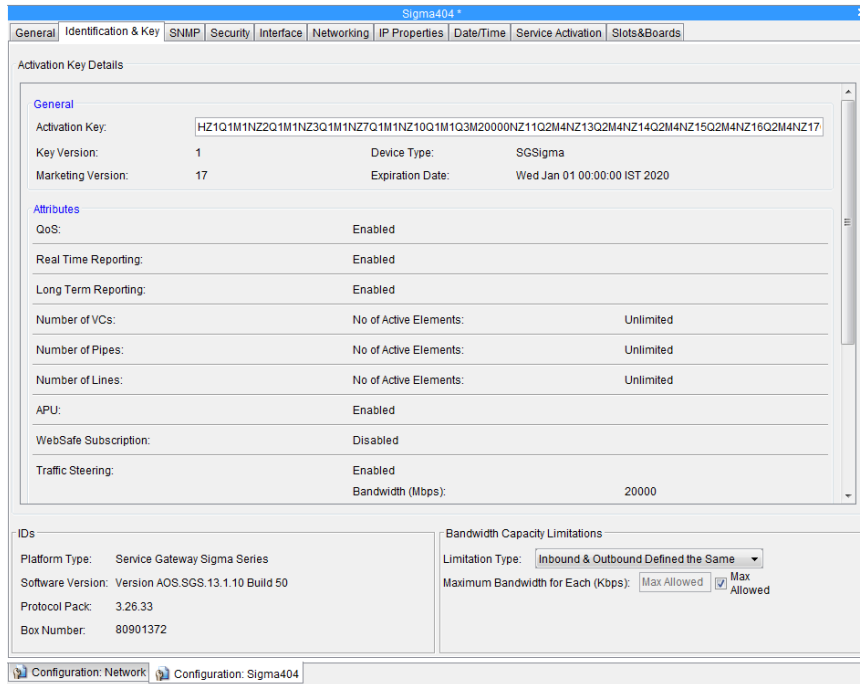 Sigma404 *
General Identification & Key SNMP Security Interface Networking IP Properties Date/Time Service Activation Slots&Boards
Activation Key Details
General
Activation Key: HZ1Q1M1NZ2Q1M1NZ3Q1M1NZ7Q1M1NZ10Q1M1Q3M20000NZ11Q2M4NZ13Q2M4NZ14Q2M4NZ15Q2M4NZ16Q2M4NZ17
Key Version: 1 Device Type: SGSigma
Marketing Version: 17 Expiration Date: Wed Jan 01 00:00:00 IST 2020
Attributes
QoS: Enabled
Real Time Reporting: Enabled
Long Term Reporting: Enabled
Number of VCs: No of Active Elements: Unlimited
Number of Pipes: No of Active Elements: Unlimited
Number of Lines: No of Active Elements: Unlimited
APU: Enabled
WebSafe Subscription: Disabled
Traffic Steering: Enabled
Bandwidth (Mbps): 20000
IDs
Platform Type: Service Gateway Sigma Series
Software Version: Version AOS.SGS.13.1.10 Build 50
Protocol Pack: 3.26.33
Box Number: 80901372
Bandwidth Capacity Limitations
Limitation Type: Inbound & Outbound Defined the Same
Maximum Bandwidth for Each (Kbps): Max Allowed Max
Allowed
Configuration: Network Configuration: Sigma404